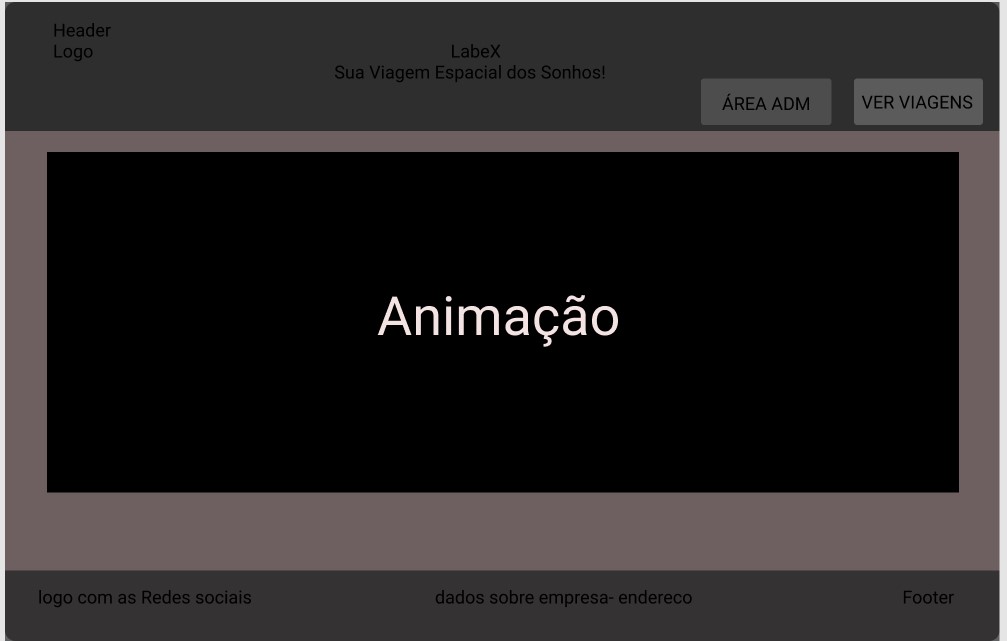 Header
Logo
LabeX
Sua Viagem Espacial dos Sonhos!
ÁREA ADM
VER VIAGENS
Animação
logo com as Redes sociais
dados sobre empresa- endereco
Footer